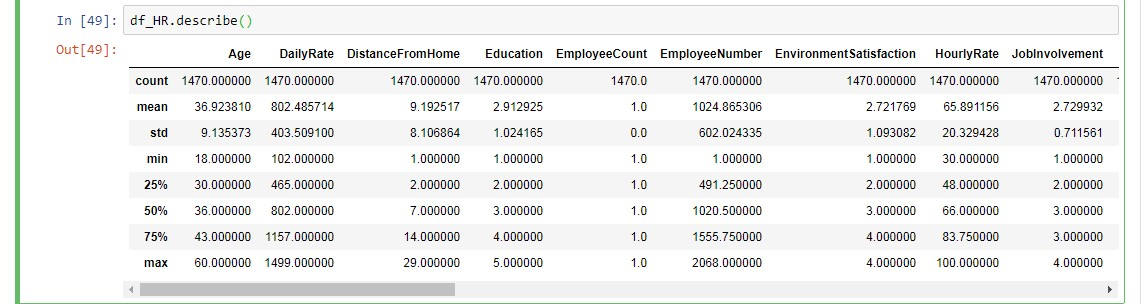 In [49]: df_HR.describe()
Out[49]:
Age DailyRate DistanceFromHome Education EmployeeCount EmployeeNumber EnvironmentSatisfaction HourlyRate JobInvolvement
count 1470.000000 1470.000000 1470.000000 1470.000000 1470.0 1470.000000 1470.000000 1470.000000 1470.000000
mean 36.923810 802.485714 9.192517 2.912925 1.0 1024.865306 2.721769 65.891156 2.729932
std 9.135373 403.509100 8.106864 1.024165 0.0 602.024335 1.093082 20.329428 0.711561
min 18.000000 102.000000 1.000000 1.000000 1.0 1.000000 1.000000 30.000000 1.000000
25% 30.000000 465.000000 2.000000 2.000000 1.0 491.250000 2.000000 48.000000 2.000000
50% 36.000000 802.000000 7.000000 3.000000 1.0 1020.500000 3.000000 66.000000 3.000000
75% 43.000000 1157.000000 14.000000 4.000000 1.0 1555.750000 4.000000 83.750000 3.000000
max 60.000000 1499.000000 29.000000 5.000000 1.0 2068.000000 4.000000 100.000000 4.000000